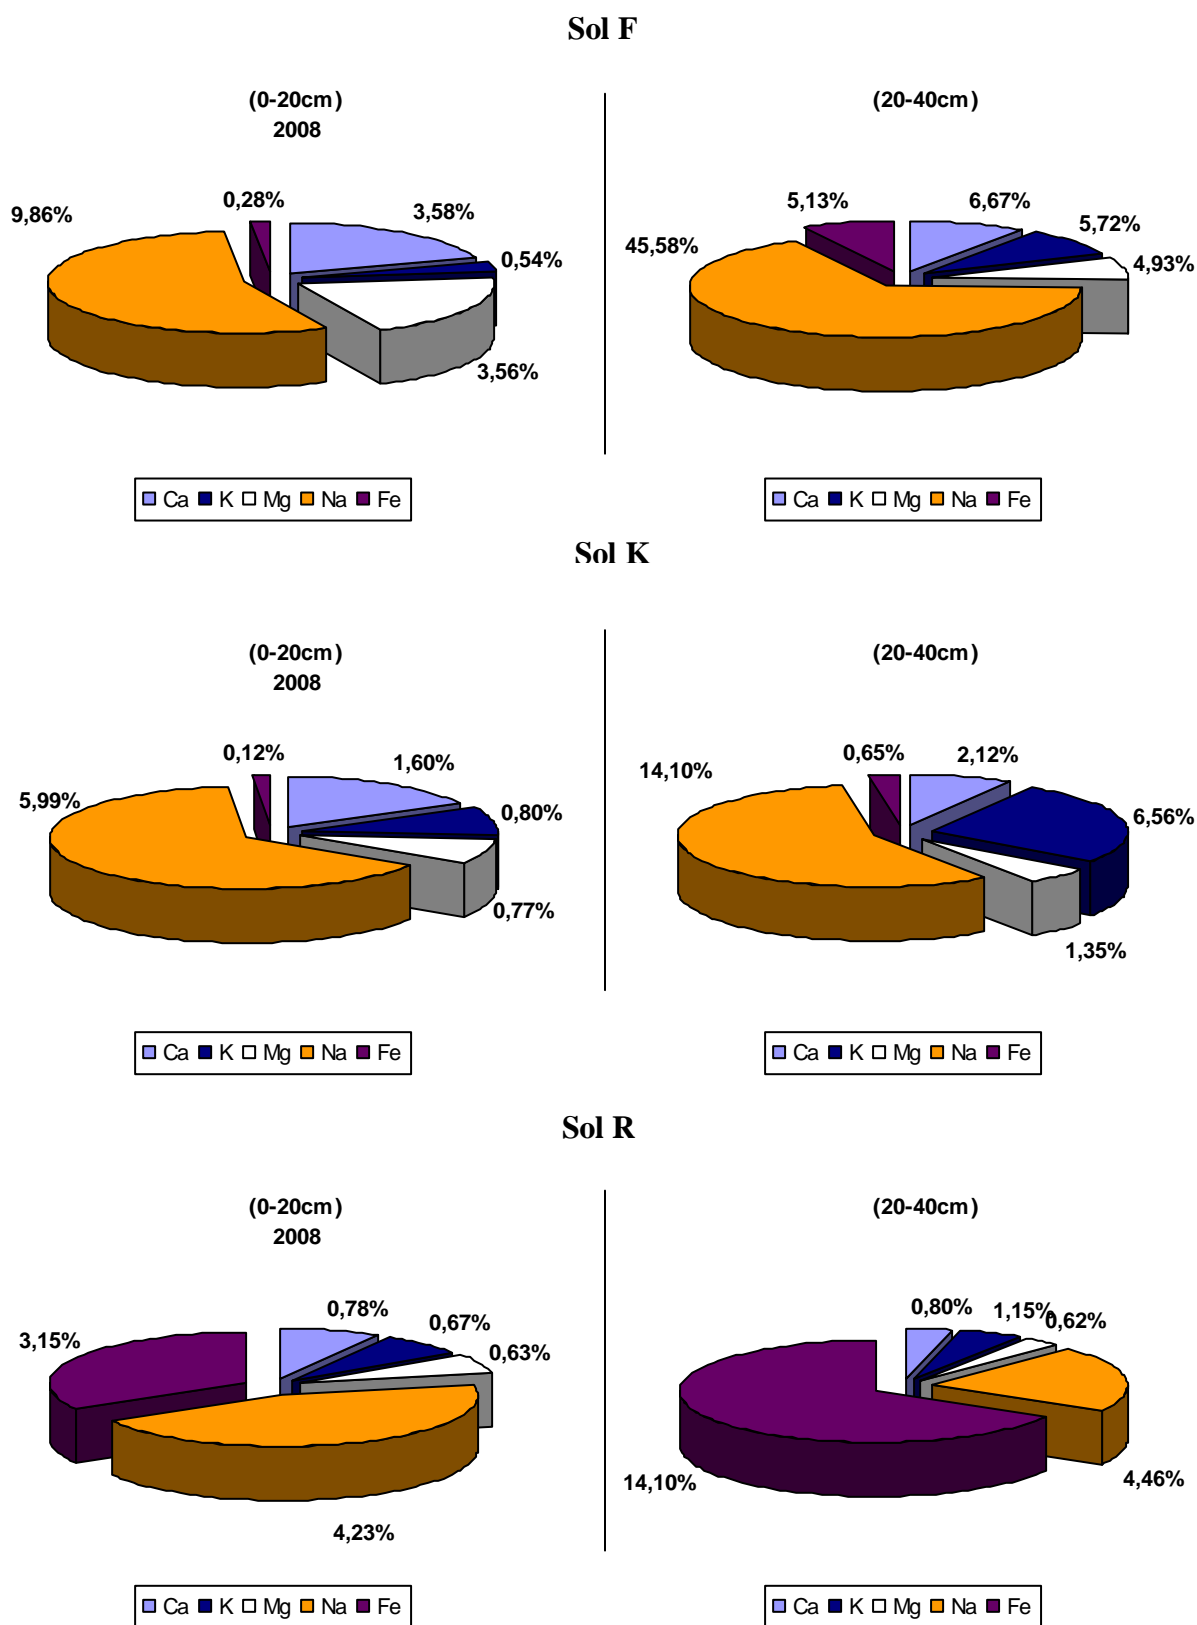 Sol F
(0-20cm)
2008
9,86%
0,28%
3,58%
0,54%
3,56%
Ca K Mg Na Fe
(20-40cm)
45,58%
5,13%
6,67%
5,72%
4,93%
Ca K Mg Na Fe
Sol K
(0-20cm)
2008
5,99%
0,12%
1,60%
0,80%
0,77%
Ca K Mg Na Fe
(20-40cm)
14,10%
0,65%
2,12%
6,56%
1,35%
Ca K Mg Na Fe
Sol R
(0-20cm)
2008
3,15%
0,78%
0,67%
0,63%
4,23%
Ca K Mg Na Fe
(20-40cm)
0,80%
1,15%
0,62%
14,10%
4,46%
Ca K Mg Na Fe